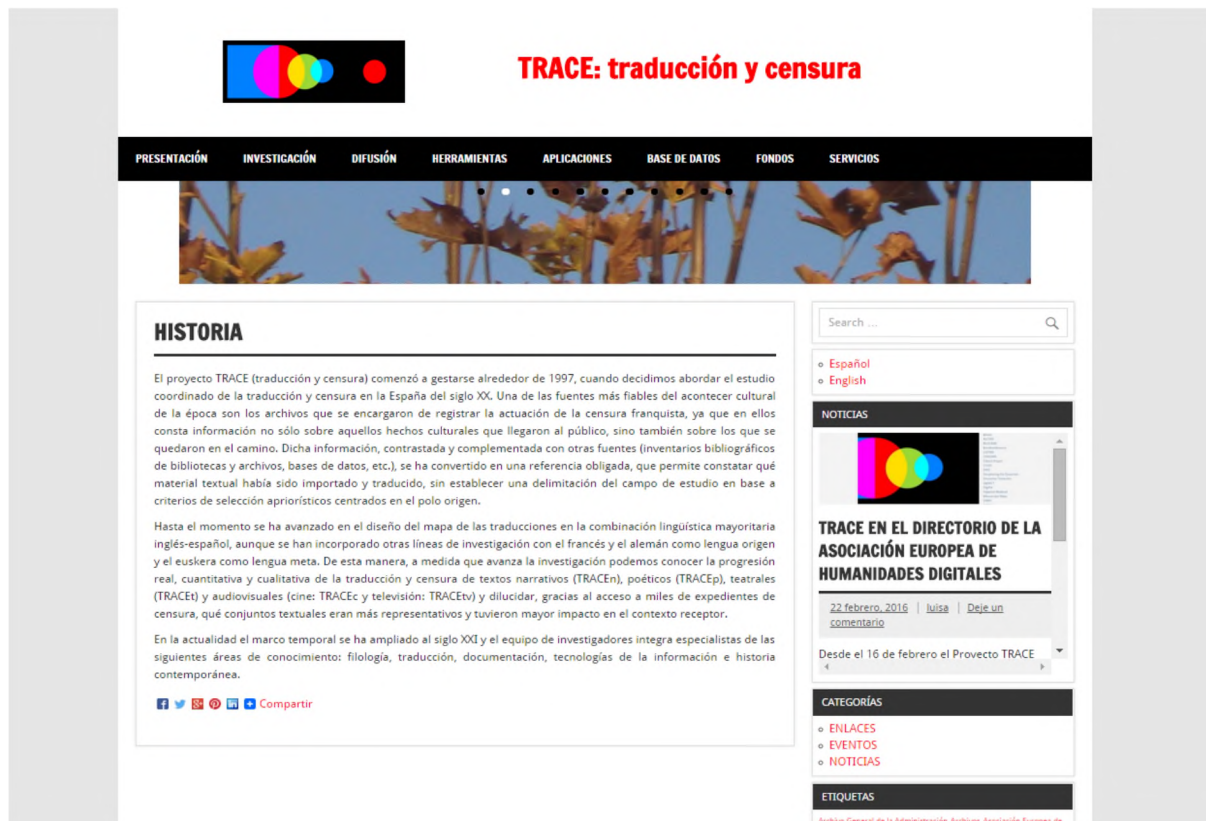 TRACE: traducción y censura
PRESENTACIÓN INVESTIGACIÓN DIFUSIÓN HERRAMIENTAS APLICACIONES BASE DE DATOS FONDOS SERVICIOS
HISTORIA
El proyecto TRACE (traducción y censura) comenzó a gestarse alrededor de 1997, cuando decidimos abordar el estudio
coordinado de la traducción y censura en la España del siglo XX. Una de las fuentes más fiables del acontecer cultural
de la época son los archivos que se encargaron de registrar la actuación de la censura franquista, ya que en ellos
consta información no sólo sobre aquellos hechos culturales que llegaron al público, sino también sobre los que se
quedaron en el camino. Dicha información, contrastada y complementada con otras fuentes (inventarios bibliográficos
de bibliotecas y archivos, bases de datos, etc.), se ha convertido en una referencia obligada, que permite constatar qué
material textual había sido importado y traducido, sin establecer una delimitación del campo de estudio en base a
criterios de selección apriorísticos centrados en el polo origen.
Hasta el momento se ha avanzado en el diseño del mapa de las traducciones en la combinación lingüística mayoritaria
inglés-español, aunque se han incorporado otras líneas de investigación con el francés y el alemán como lengua origen
y el euskera como lengua meta. De esta manera, a medida que avanza la investigación podemos conocer la progresión
real, cuantitativa y cualitativa de la traducción y censura de textos narrativos (TRACEn), poéticos (TRACEp), teatrales
(TRACEt) y audiovisuales (cine: TRACEc y televisión: TRACEtv) y dilucidar, gracias al acceso a miles de expedientes de
censura, qué conjuntos textuales eran más representativos y tuvieron mayor impacto en el contexto receptor.
En la actualidad el marco temporal se ha ampliado al siglo XXI y el equipo de investigadores integra especialistas de las
siguientes áreas de conocimiento: filología, traducción, documentación, tecnologías de la información e historia
contemporánea.
Compartir
Search ...
Español
English
NOTICIAS
TRACE EN EL DIRECTORIO DE LA
ASOCIACIÓN EUROPEA DE
HUMANIDADES DIGITALES
22 febrero, 2016 | luisa | Deje un
comentario
Desde el 16 de febrero el Proyecto TRACE
CATEGORÍAS
ENLACES
EVENTOS
NOTICIAS
ETIQUETAS
Archivo General de la Administración Archivos Asociación Europea de